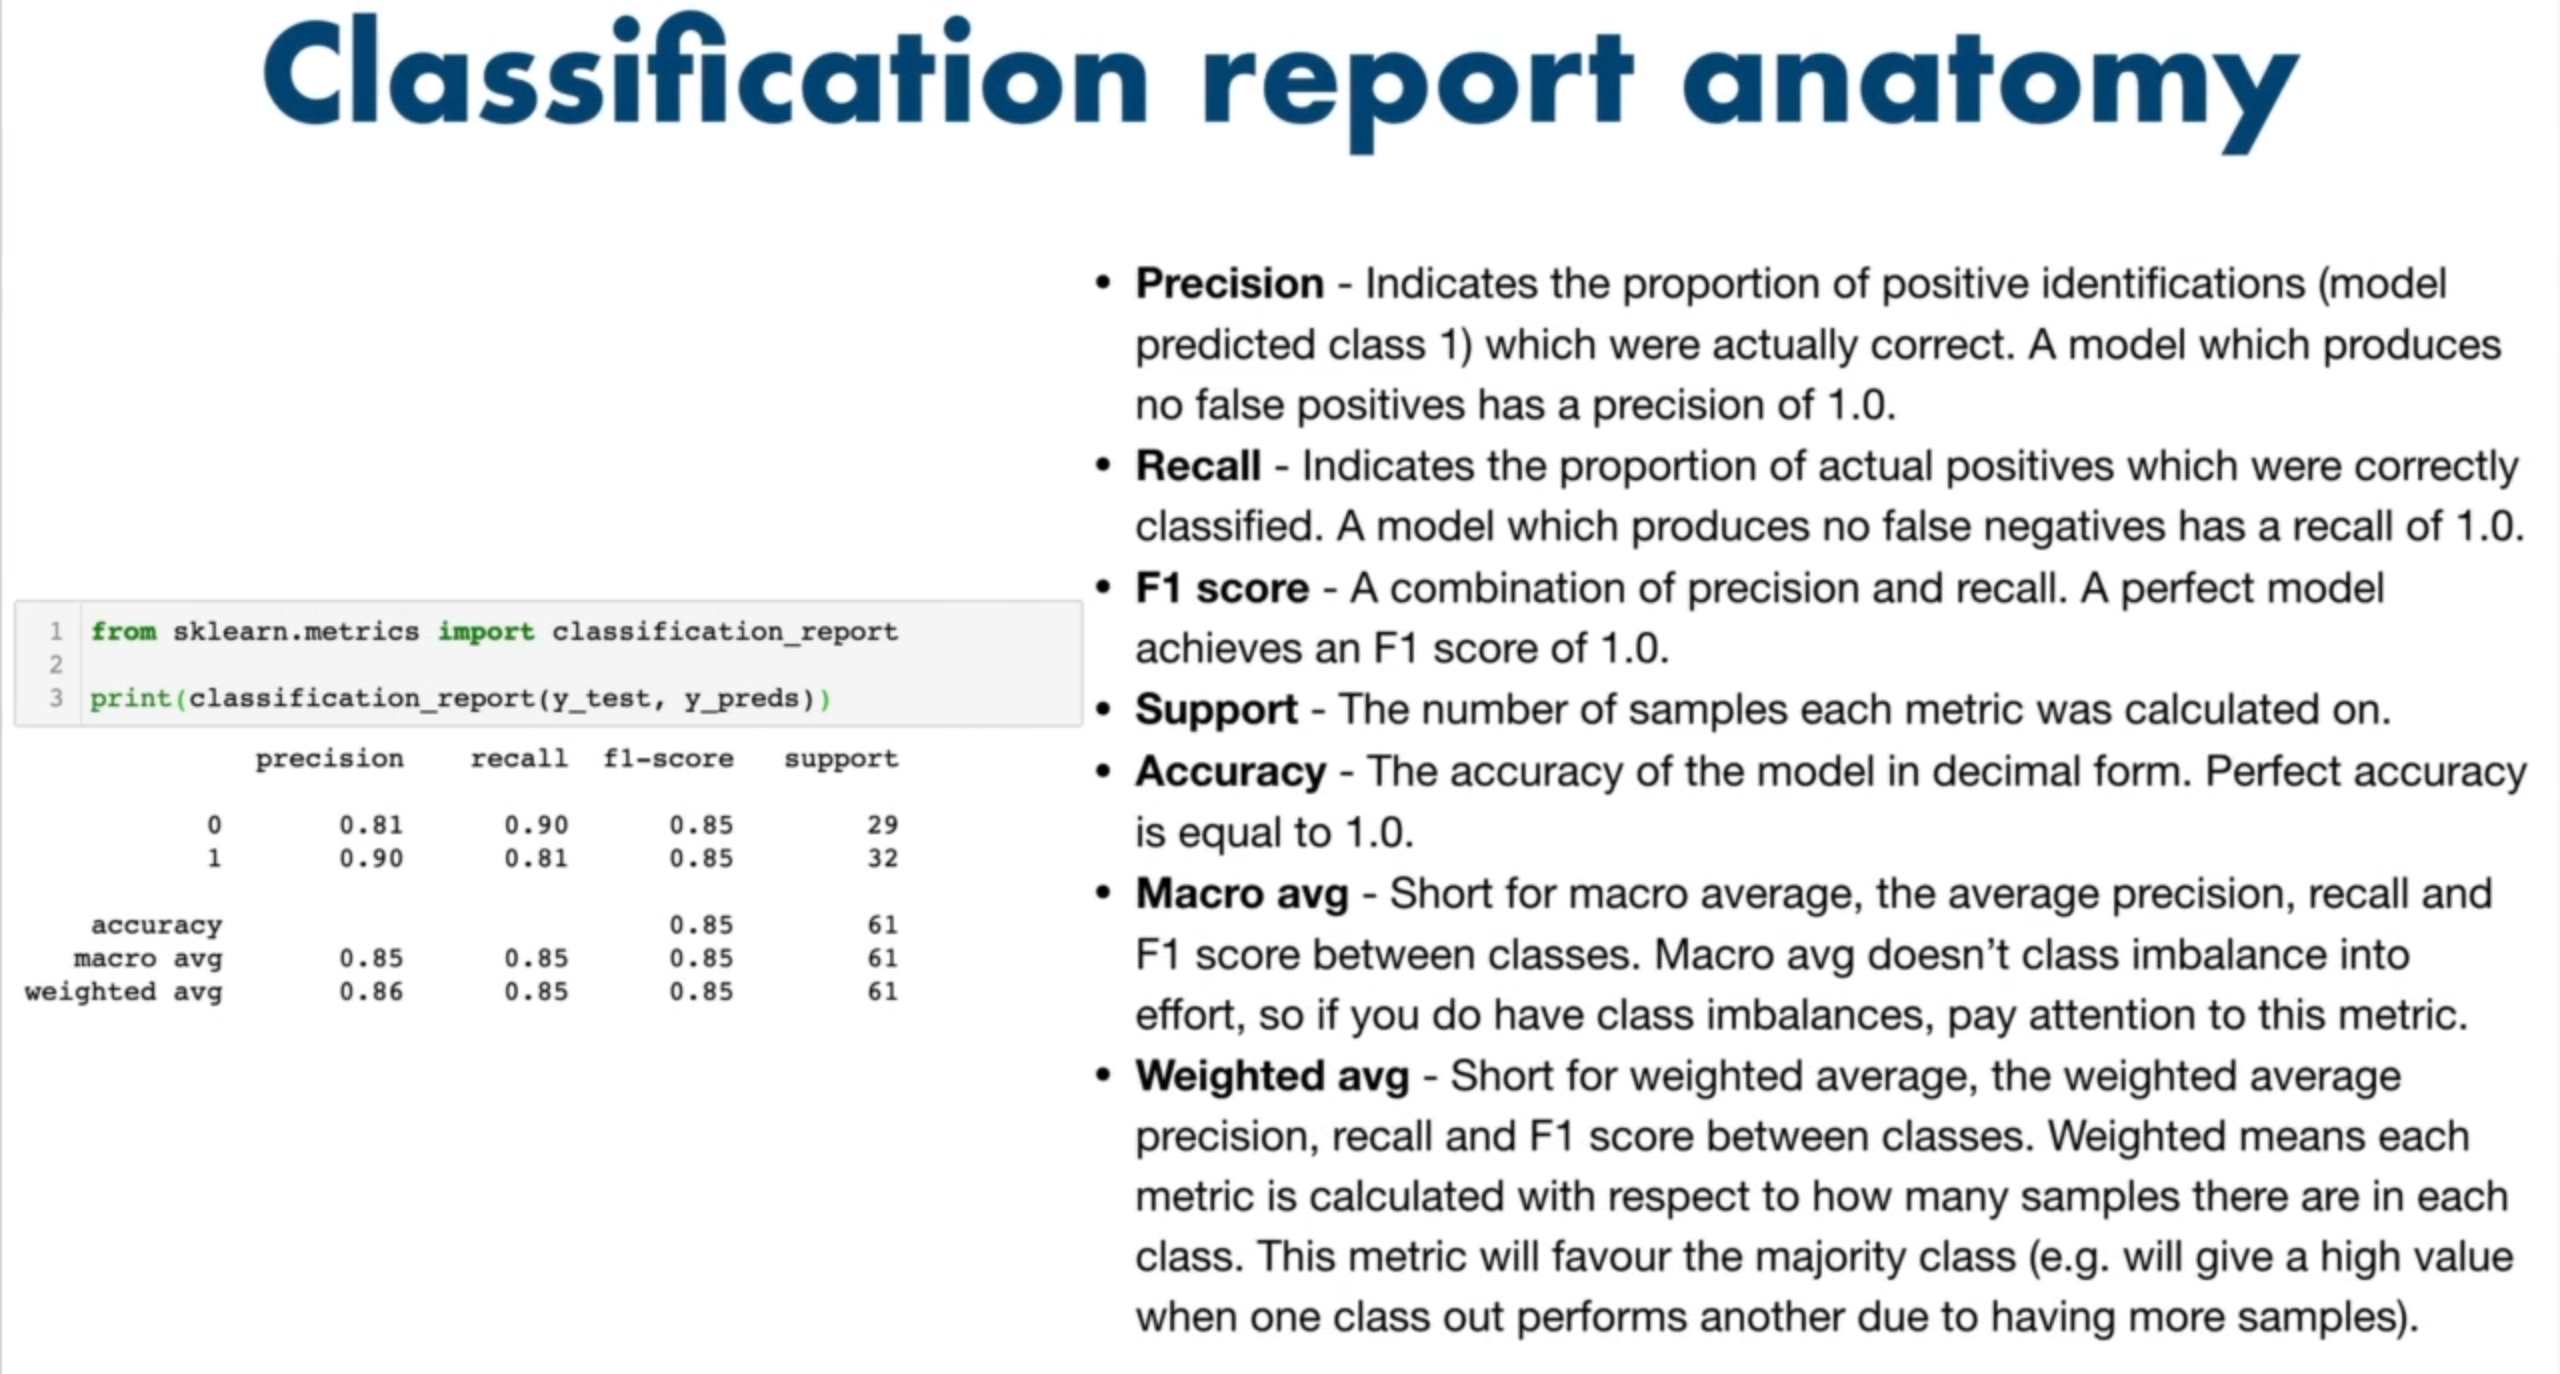 Classification report anatomy
1 from sklearn.metrics import classification_report
2
3 print(classification_report(y_test, y_preds))
precision recall f1-score support
0 0.81 0.90 0.85 29
1 0.90 0.81 0.85 32
accuracy 0.85 61
macro avg 0.85 0.85 0.85 61
weighted avg 0.86 0.85 0.85 61
• Precision - Indicates the proportion of positive identifications (model
predicted class 1) which were actually correct. A model which produces
no false positives has a precision of 1.0.
• Recall - Indicates the proportion of actual positives which were correctly
classified. A model which produces no false negatives has a recall of 1.0.
• F1 score - A combination of precision and recall. A perfect model
achieves an F1 score of 1.0.
• Support - The number of samples each metric was calculated on.
• Accuracy - The accuracy of the model in decimal form. Perfect accuracy
is equal to 1.0.
• Macro avg - Short for macro average, the average precision, recall and
F1 score between classes. Macro avg doesn’t class imbalance into
effort, so if you do have class imbalances, pay attention to this metric.
• Weighted avg - Short for weighted average, the weighted average
precision, recall and F1 score between classes. Weighted means each
metric is calculated with respect to how many samples there are in each
class. This metric will favour the majority class (e.g. will give a high value
when one class out performs another due to having more samples).